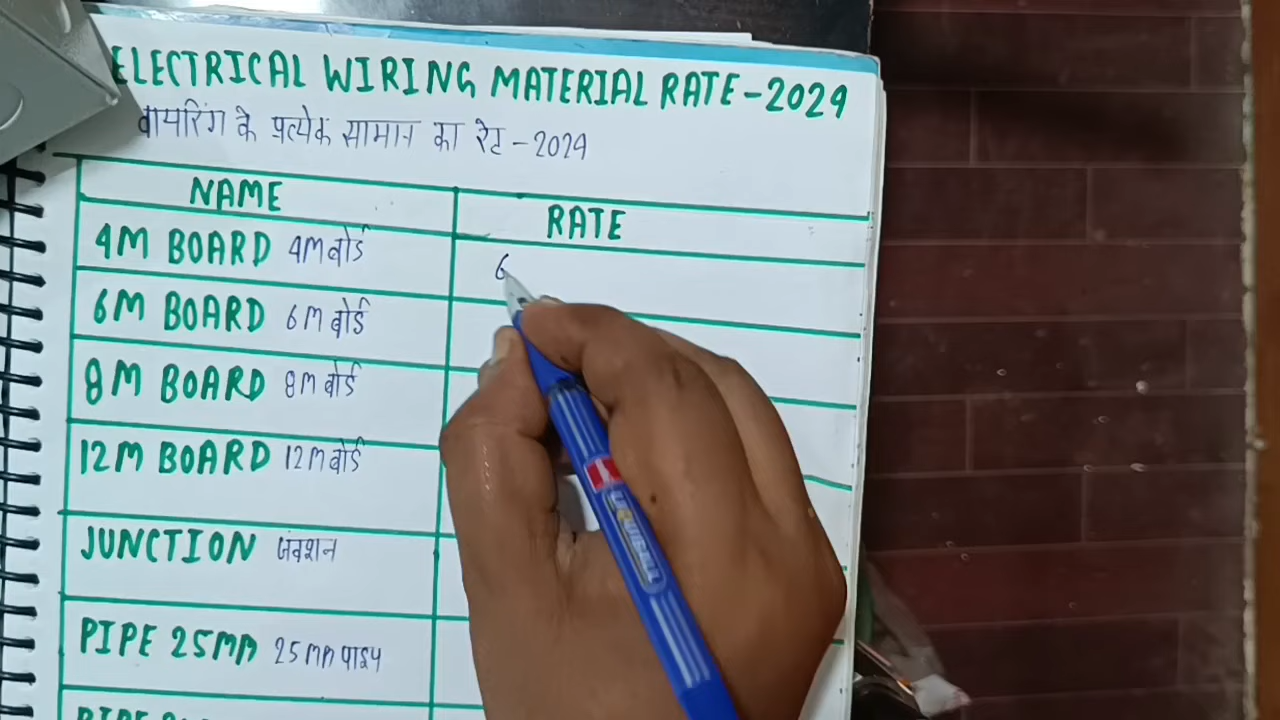 ELECTRICAL WIRING MATERIAL RATE-2024
वायरिंग के प्रत्येक सामान का रेट-2024
NAME RATE
4M BOARD 4M बोर्ड 6
6M BOARD 6M बोर्ड
8M BOARD 8M बोर्ड
12M BOARD 12M बोर्ड
JUNCTION जंक्शन
PIPE 25MM 25MM पाइप
PIPE